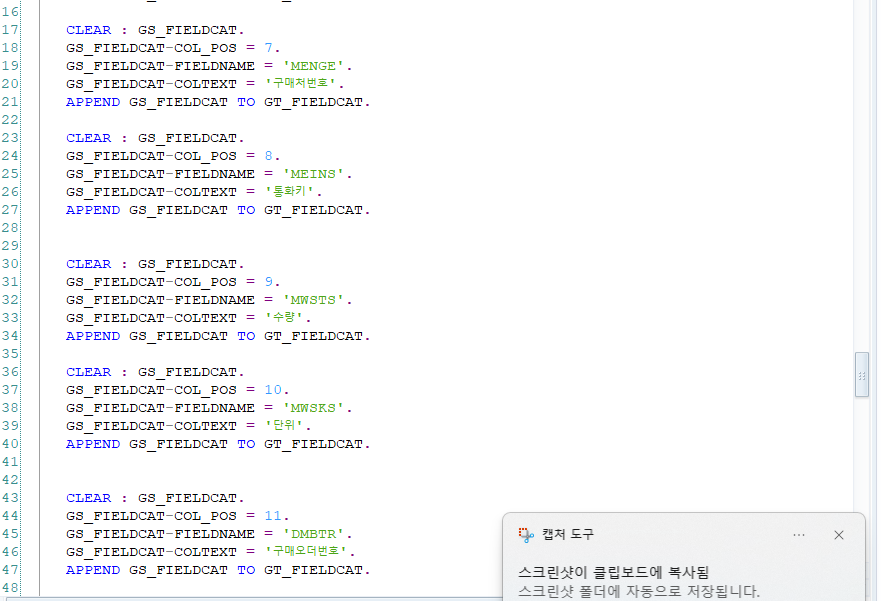 16
17 CLEAR : GS_FIELDCAT.
18 GS_FIELDCAT-COL_POS = 7.
19 GS_FIELDCAT-FIELDNAME = 'MENGE'.
20 GS_FIELDCAT-COLTEXT = '구매저번호'.
21 APPEND GS_FIELDCAT TO GT_FIELDCAT.
22
23 CLEAR : GS_FIELDCAT.
24 GS_FIELDCAT-COL_POS = 8.
25 GS_FIELDCAT-FIELDNAME = 'MEINS'.
26 GS_FIELDCAT-COLTEXT = '통화키'.
27 APPEND GS_FIELDCAT TO GT_FIELDCAT.
28
29
30 CLEAR : GS_FIELDCAT.
31 GS_FIELDCAT-COL_POS = 9.
32 GS_FIELDCAT-FIELDNAME = 'MWSTS'.
33 GS_FIELDCAT-COLTEXT = '수량'.
34 APPEND GS_FIELDCAT TO GT_FIELDCAT.
35
36 CLEAR : GS_FIELDCAT.
37 GS_FIELDCAT-COL_POS = 10.
38 GS_FIELDCAT-FIELDNAME = 'MWSKS'.
39 GS_FIELDCAT-COLTEXT = '단위'.
40 APPEND GS_FIELDCAT TO GT_FIELDCAT.
41
42
43 CLEAR : GS_FIELDCAT.
44 GS_FIELDCAT-COL_POS = 11.
45 GS_FIELDCAT-FIELDNAME = 'DMBTR'.
46 GS_FIELDCAT-COLTEXT = '구매오더번호'.
47 APPEND GS_FIELDCAT TO GT_FIELDCAT.
48
캡처 도구
스크린샷이 클립보드에 복사됨
스크린샷 폴더에 자동으로 저장됩니다.